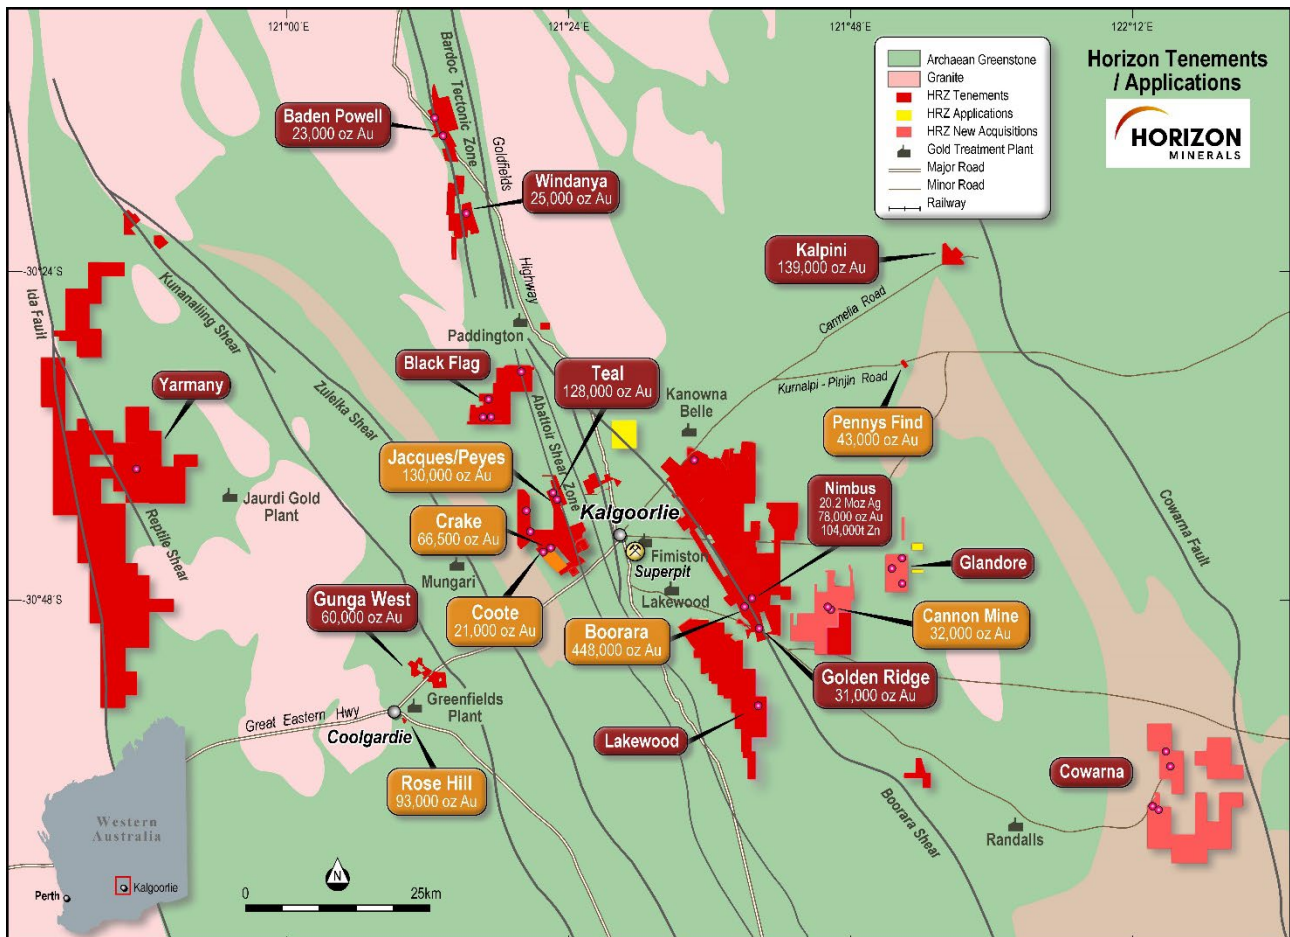 121°00´E
121°24´E
121°48´E
122°12´E
Horizon Tenements
/ Applications
HORIZON
MINERALS
Archaean Greenstone
Granite
HRZ Tenements
HRZ Applications
HRZ New Acquisitions
Gold Treatment Plant
Major Road
Minor Road
Railway
Bardoc Tectonic Zone
Goldfields
Highway
Baden Powell
23,000 oz Au
Windanya
25,000 oz Au
Kalpini
139,000 oz Au
-30°24´S
Ida Fault
Kunanalling Shear
Carmelia Road
Paddington
Black Flag
Teal
128,000 oz Au
Kurnalpi - Pinjin Road
Yarmany
Zuleika Shear
Abattoir Shear Zone
Kanowna
Belle
Pennys Find
43,000 oz Au
Jacques/Peyes
130,000 oz Au
Nimbus
20.2 Moz Ag
78,000 oz Au
104,000t Zn
Jaurdi Gold
Plant
Reptile Shear
Crake
66,500 oz Au
Kalgoorlie
Cowarna Fault
Fimiston
Superpit
Glandore
Mungari
Lakewood
-30°48´S
Gunga West
60,000 oz Au
Coote
21,000 oz Au
Boorara
448,000 oz Au
Cannon Mine
32,000 oz Au
Golden Ridge
31,000 oz Au
Greenfields
Plant
Great Eastern Hwy
Coolgardie
Lakewood
Cowarna
Rose Hill
93,000 oz Au
Boorara Shear
Randalls
Western
Australia
Perth
Kalgoorlie
N
0
25km